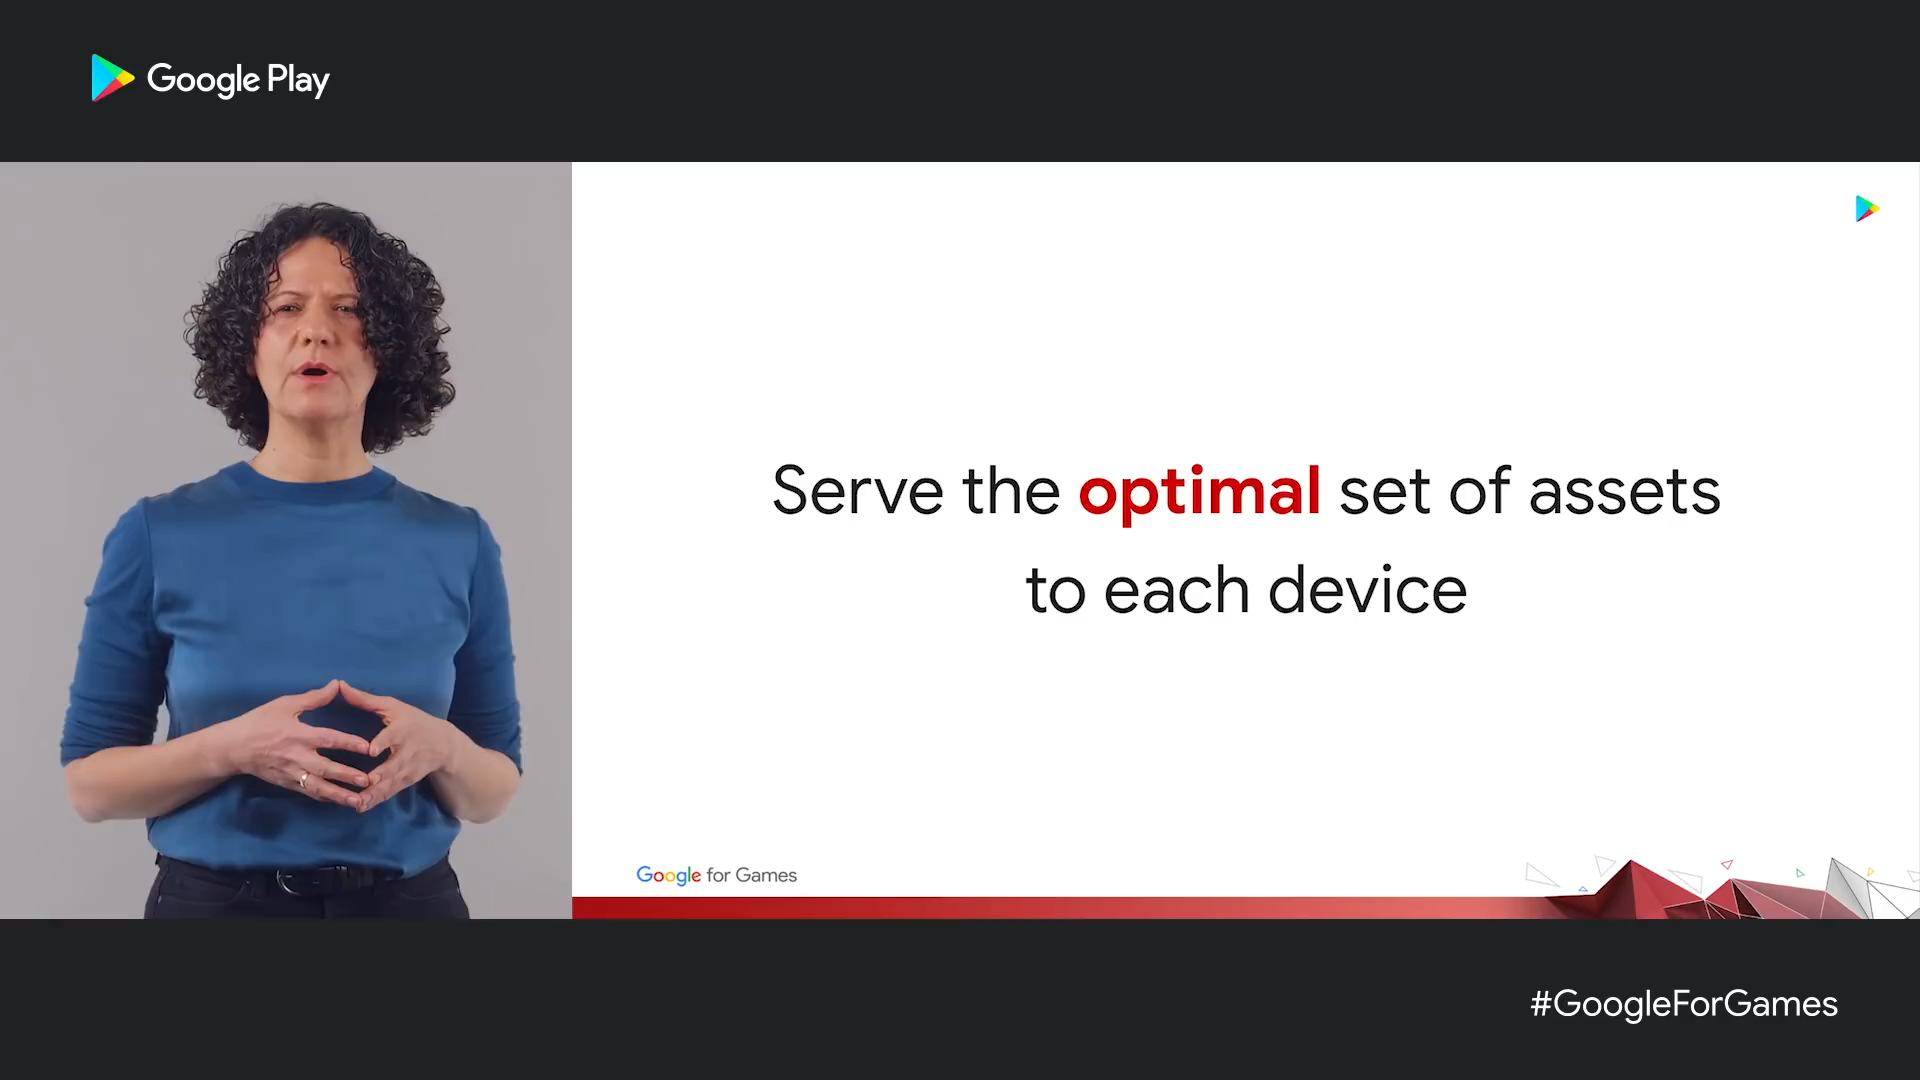 Google Play
Serve the optimal set of assets
to each device
Google for Games
#GoogleForGames